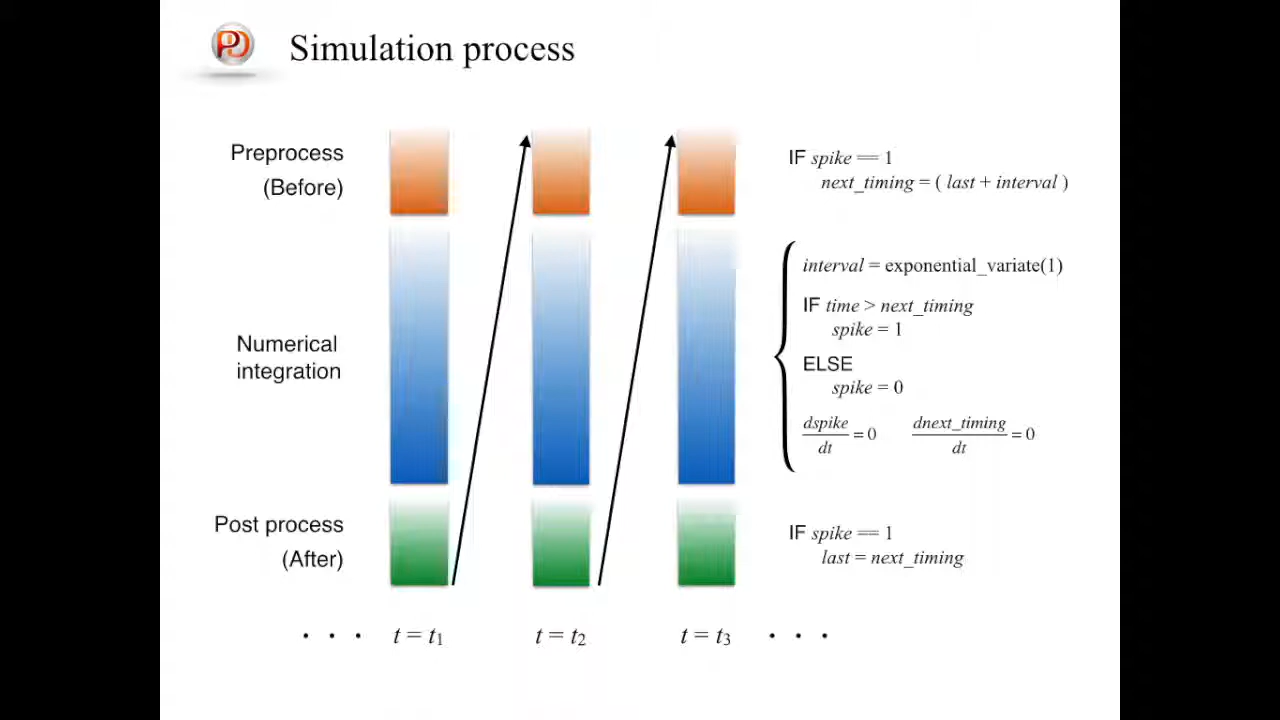 Simulation process
Preprocess
(Before)
IF spike == 1
next_timing = ( last + interval )
Numerical
integration
interval = exponential_variate(1)
IF time > next_timing
spike = 1
ELSE
spike = 0
dspike/dt = 0 dnext_timing/dt = 0
Post process
(After)
IF spike == 1
last = next_timing
· · · t = t1 t = t2 t = t3 · · ·